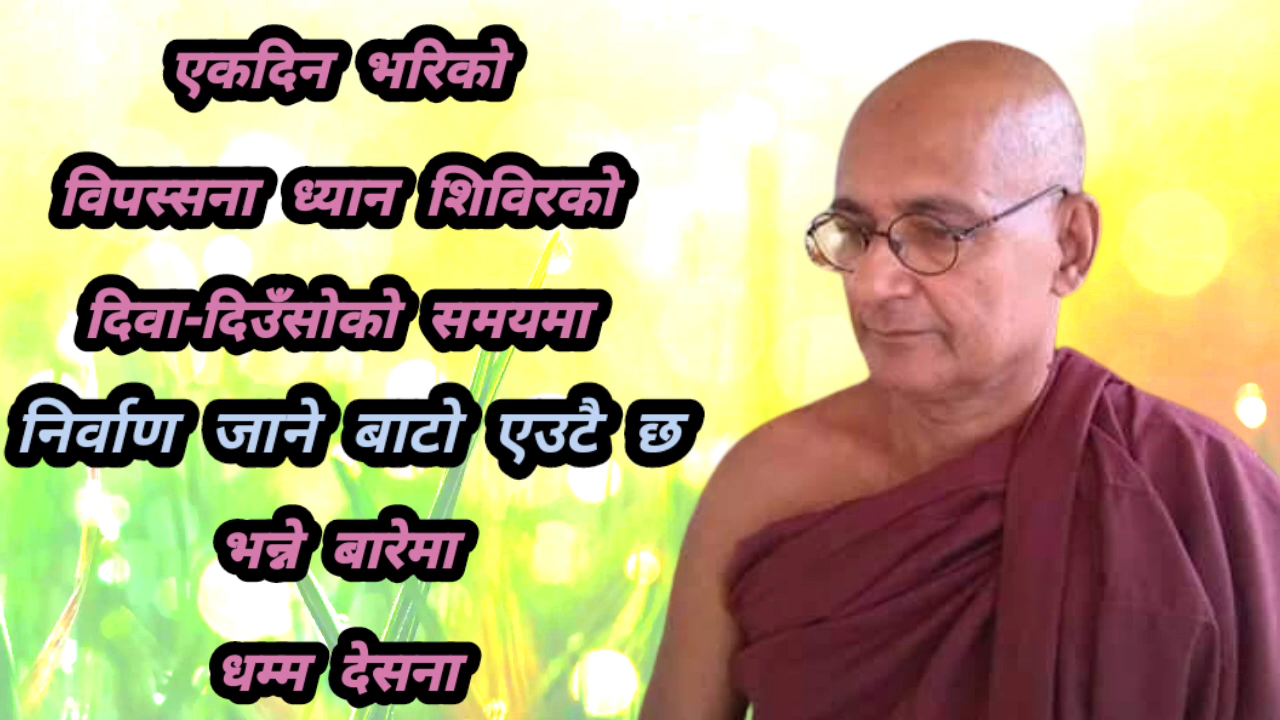 एकदिन भरिको
विपस्सना ध्यान शिविरको
दिवा-दिउँसोको समयमा
निर्वाण जाने बाटो एउटै छ
भन्ने बारेमा
धम्म देसना